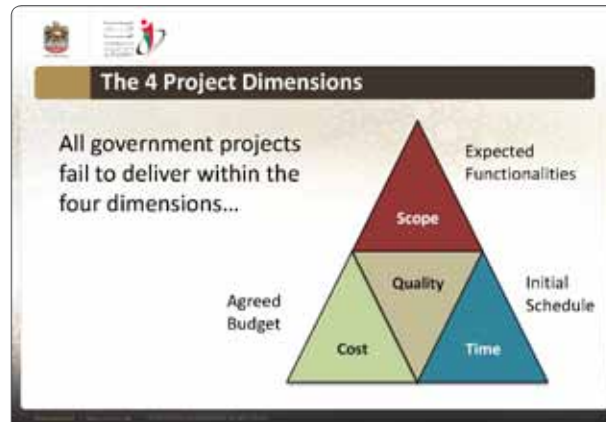 The 4 Project Dimensions
All government projects
fail to deliver within the
four dimensions...
Expected
Functionalities
Scope
Quality
Initial
Schedule
Agreed
Budget
Cost
Time